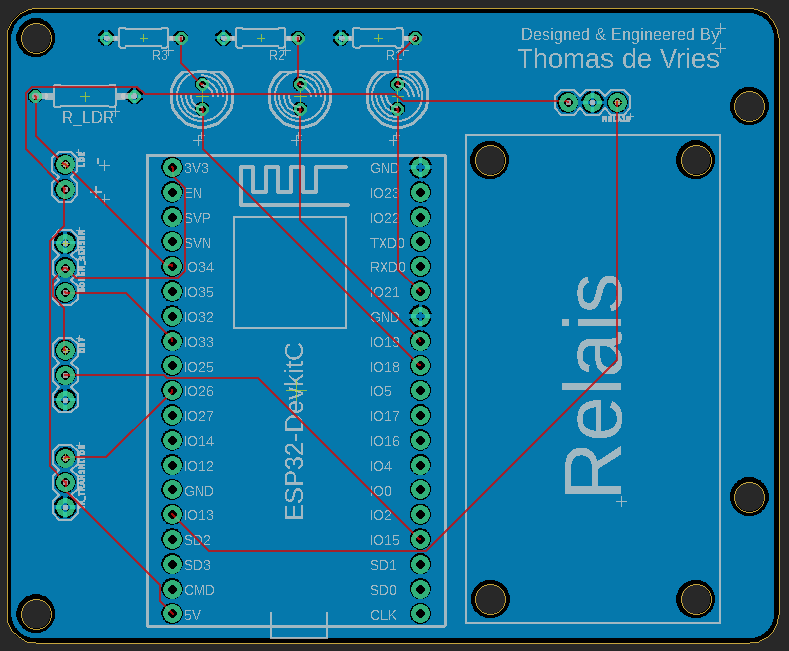 Designed & Engineered By
Thomas de Vries
R3
R2
R1
R_LDR
LDR
3V3
EN
SVP
SVN
IO34
IO35
IO32
IO33
IO25
IO26
IO27
IO14
IO12
GND
IO13
SD2
SD3
CMD
5V
ESP32-DevkitC
GND
IO23
IO22
TXD0
RXD0
IO21
GND
IO19
IO18
IO5
IO17
IO16
IO4
IO0
IO2
IO15
SD1
SD0
CLK
Relais